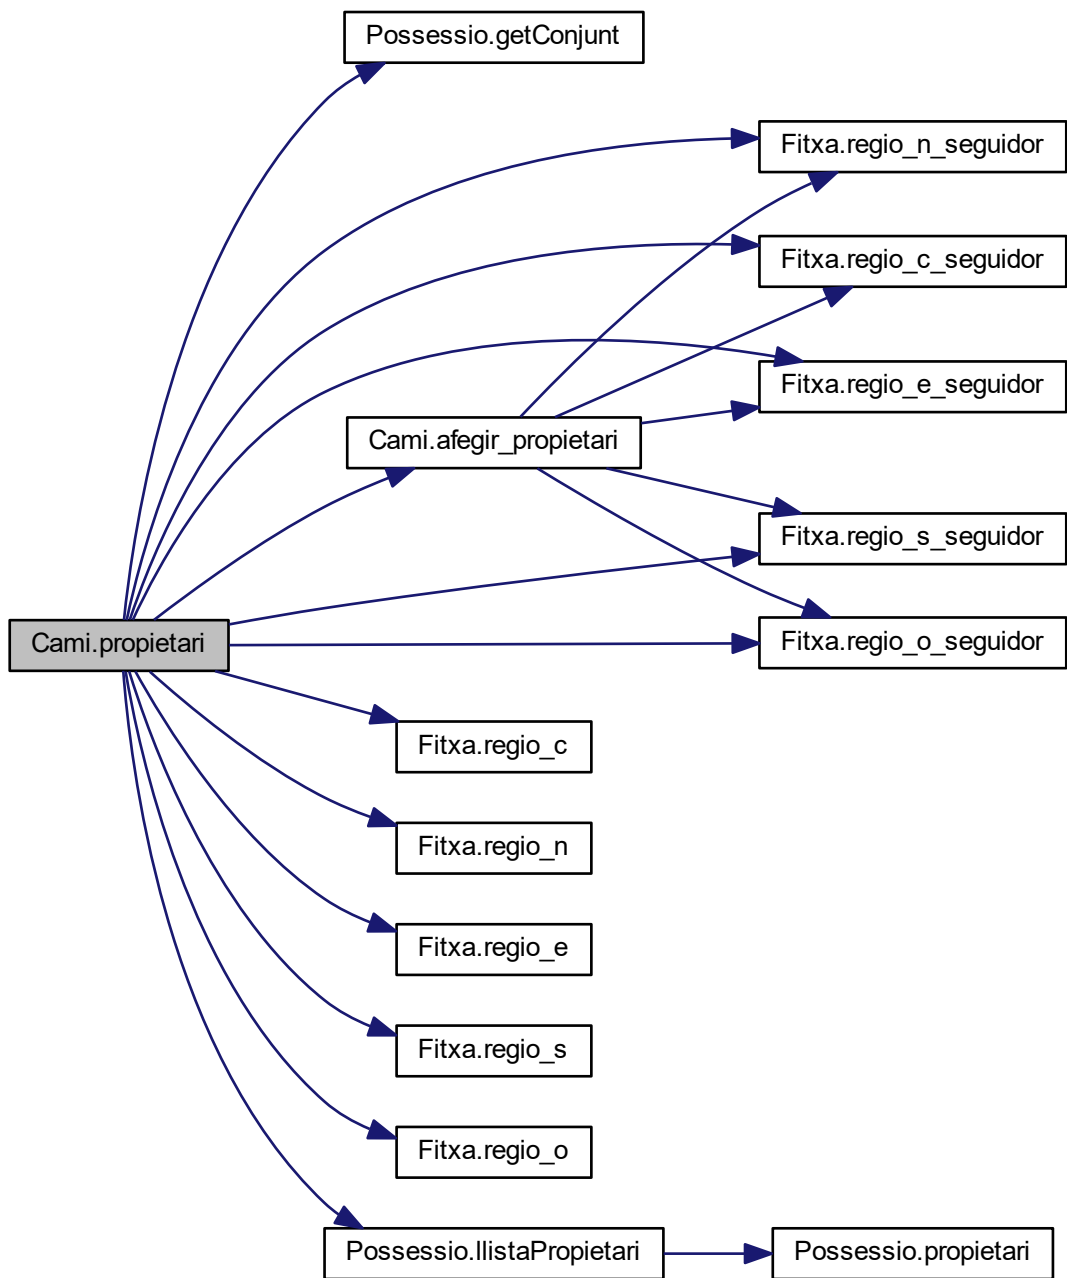 Possessio.getConjunt
Fitxa.regio_n_seguidor
Fitxa.regio_c_seguidor
Fitxa.regio_e_seguidor
Cami.afegir_propietari
Fitxa.regio_s_seguidor
Cami.propietari
Fitxa.regio_o_seguidor
Fitxa.regio_c
Fitxa.regio_n
Fitxa.regio_e
Fitxa.regio_s
Fitxa.regio_o
Possessio.llistaPropietari
Possessio.propietari